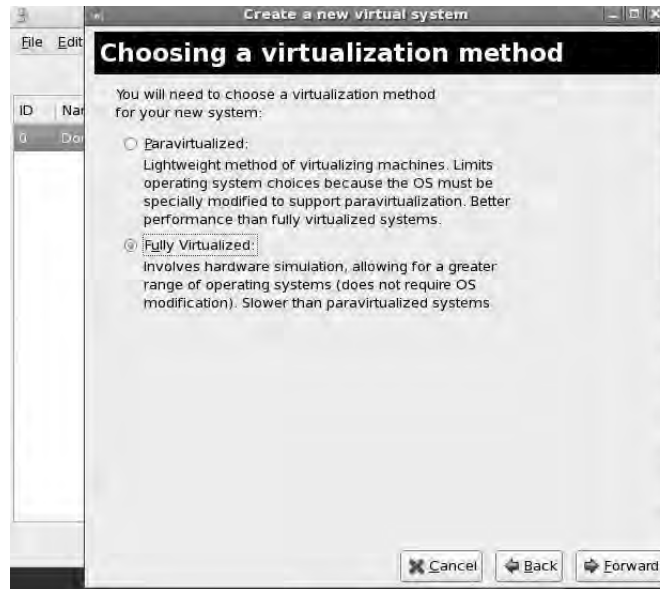 Create a new virtual system
File Edit
Choosing a virtualization method
You will need to choose a virtualization method
for your new system:
ID Nar
0 Dor
Paravirtualized:
Lightweight method of virtualizing machines. Limits
operating system choices because the OS must be
specially modified to support paravirtualization. Better
performance than fully virtualized systems.
Fully Virtualized:
Involves hardware simulation, allowing for a greater
range of operating systems (does not require OS
modification). Slower than paravirtualized systems
Cancel Back Forward